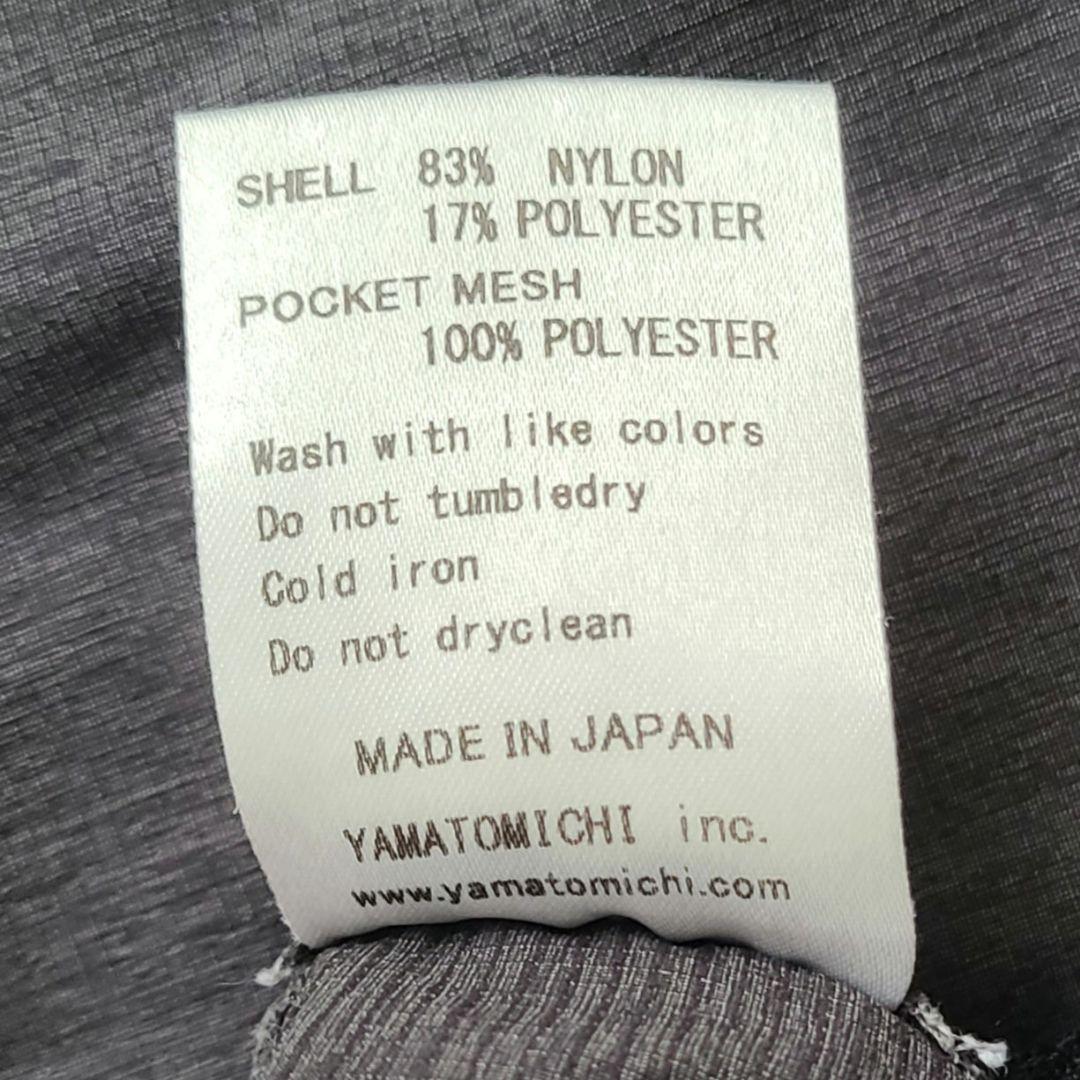 SHELL 83% NYLON
17% POLYESTER
POCKET MESH
100% POLYESTER
Wash with like colors
Do not tumbledry
Cold iron
Do not dryclean
MADE IN JAPAN
YAMATOMICHI inc.
www.yamatomichi.com